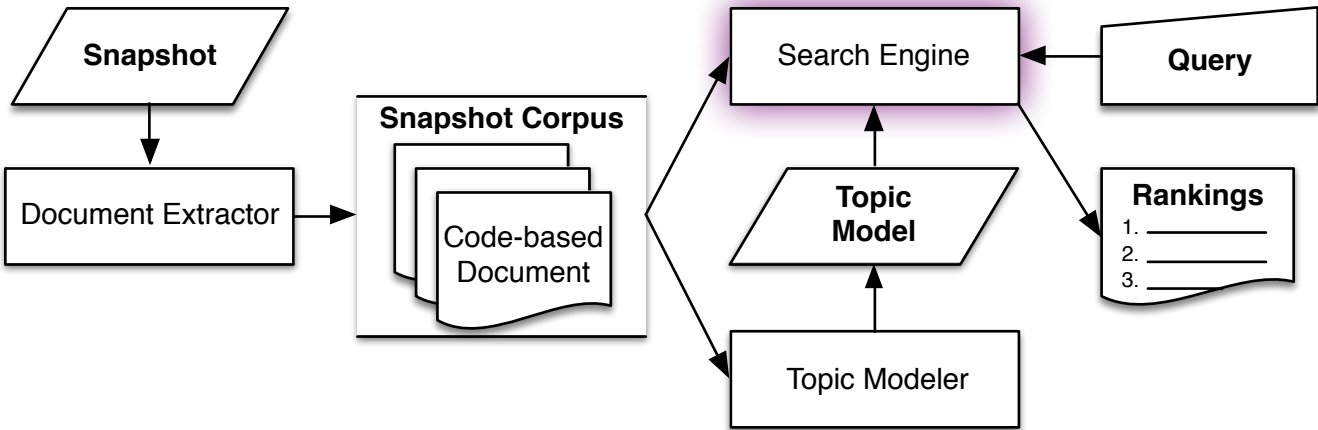 Snapshot
Document Extractor
Snapshot Corpus
Code-based
Document
Search Engine
Query
Topic
Model
Topic Modeler
Rankings
1.
2.
3.